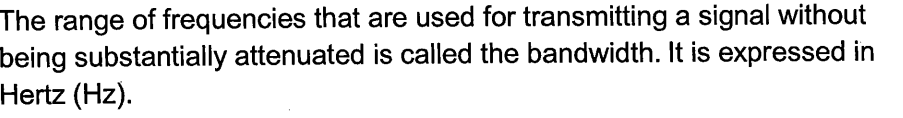 The range of frequencies that are used for transmitting a signal without
being substantially attenuated is called the bandwidth. It is expressed in
Hertz (Hz).